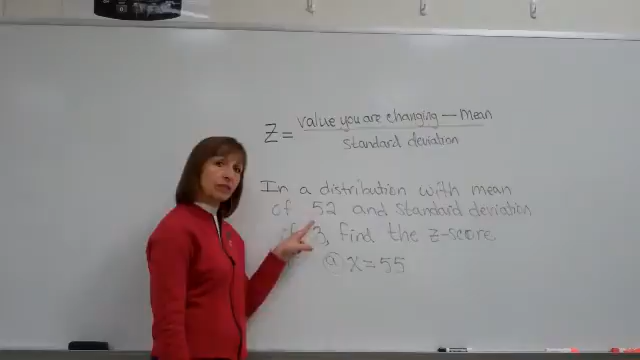 Z = value you are changing — mean
standard deviation
In a distribution with mean
of 52 and standard deviation
of 3, find the z-score
a x = 55